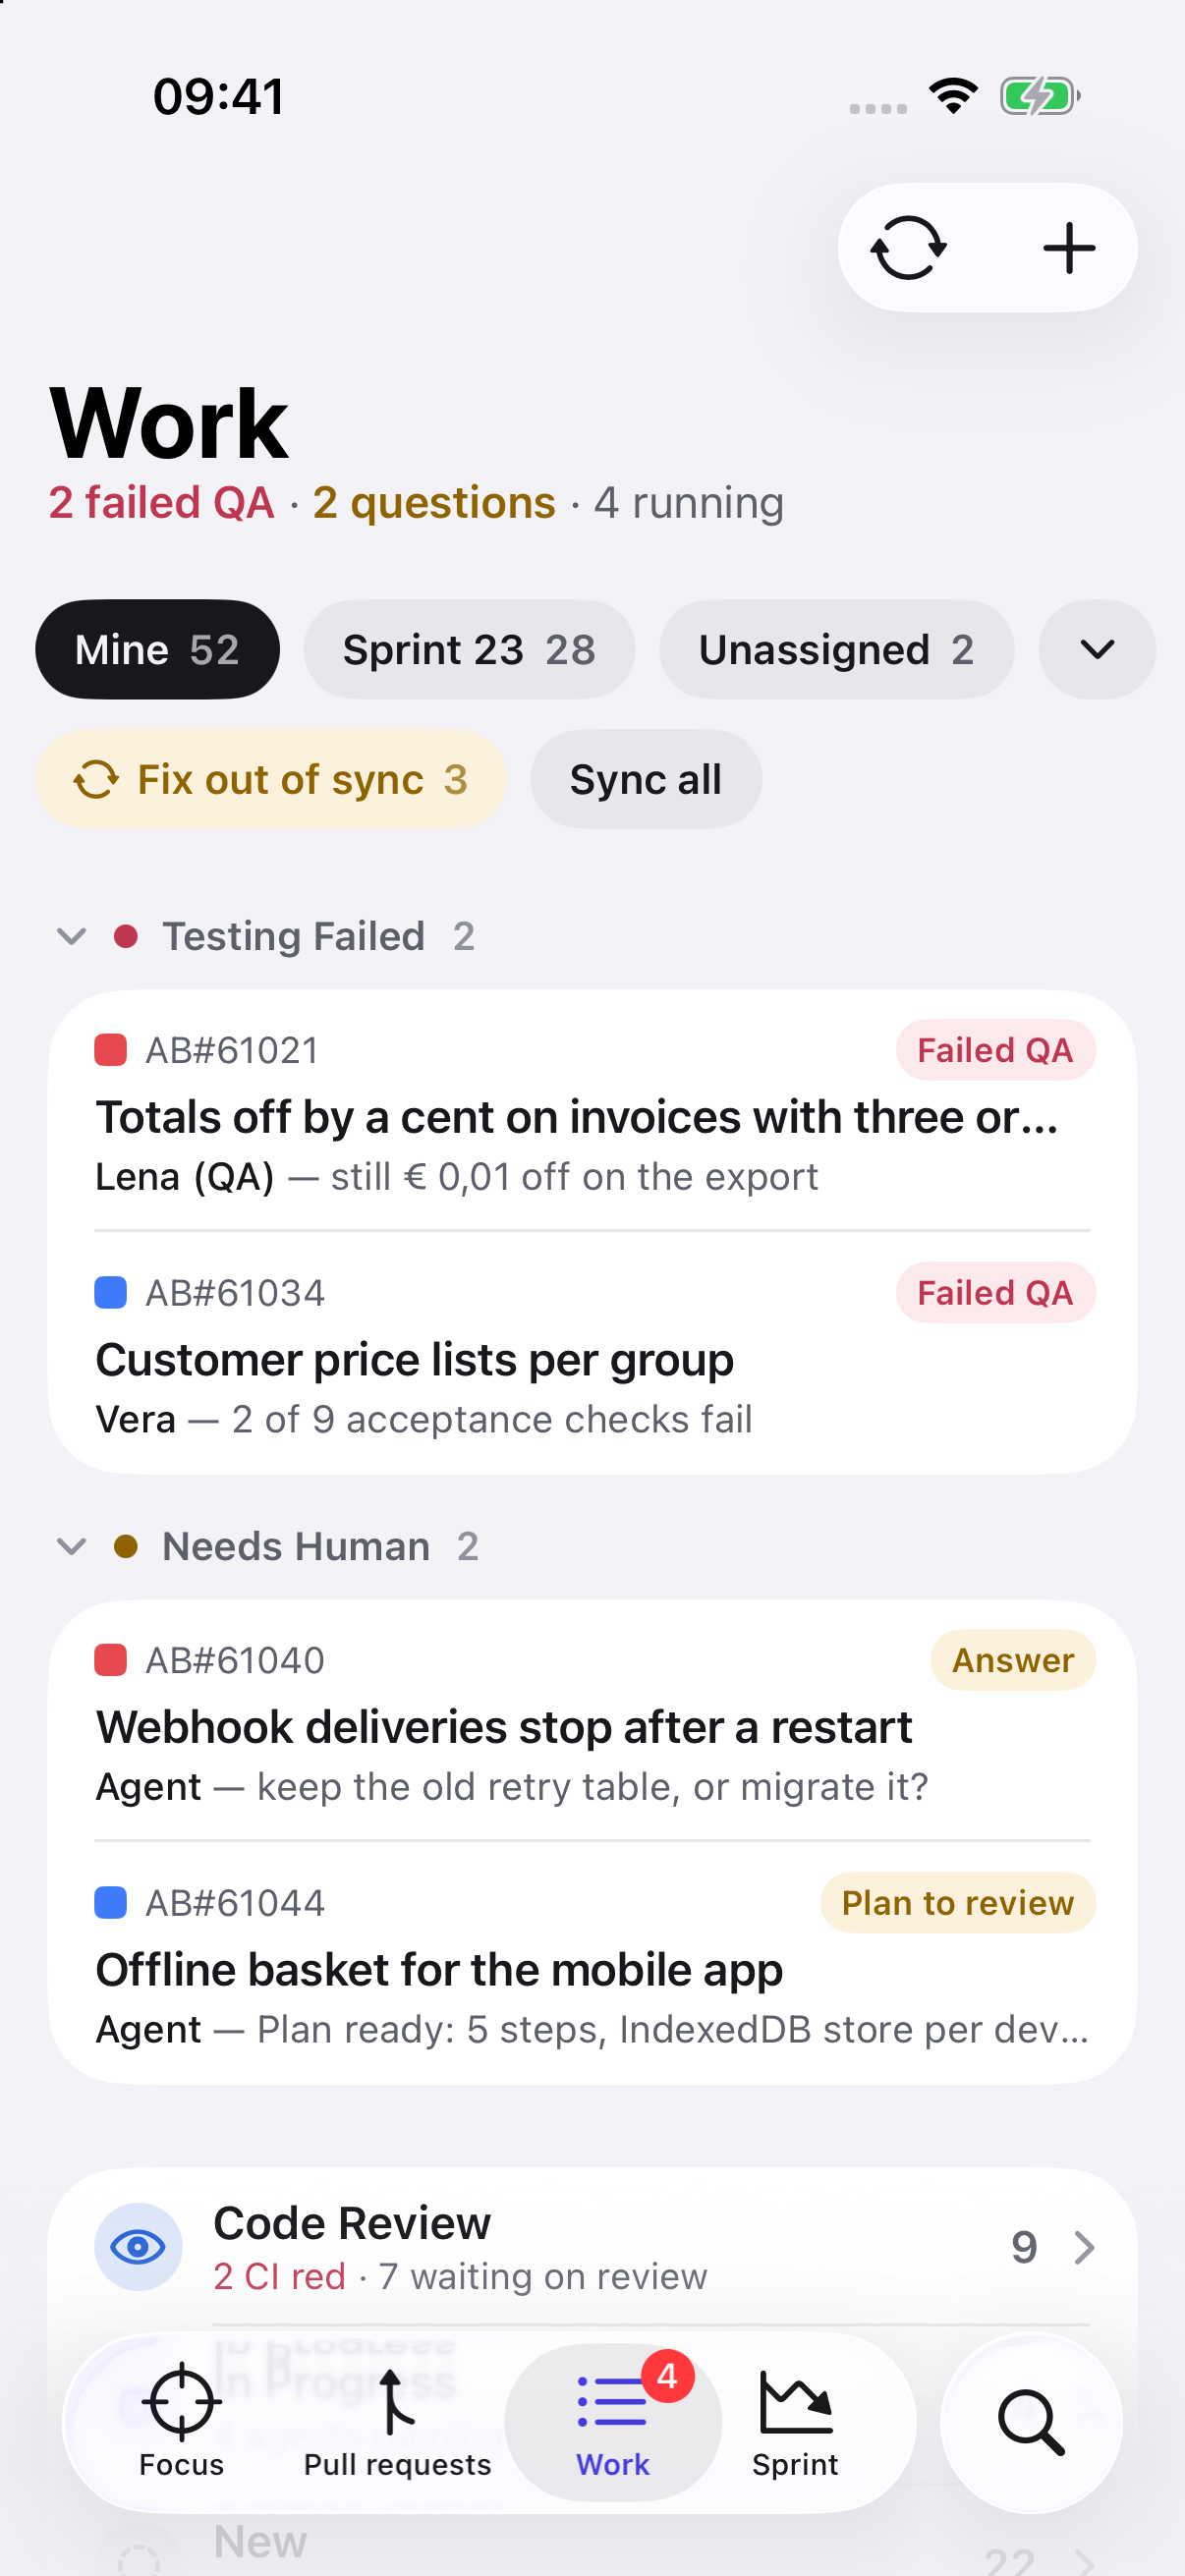 09:41
Work
2 failed QA · 2 questions · 4 running
Mine 52
Sprint 23 28
Unassigned 2
Fix out of sync 3
Sync all
Testing Failed 2
AB#61021
Failed QA
Totals off by a cent on invoices with three or...
Lena (QA) — still € 0,01 off on the export
AB#61034
Failed QA
Customer price lists per group
Vera — 2 of 9 acceptance checks fail
Needs Human 2
AB#61040
Answer
Webhook deliveries stop after a restart
Agent — keep the old retry table, or migrate it?
AB#61044
Plan to review
Offline basket for the mobile app
Agent — Plan ready: 5 steps, IndexedDB store per dev...
Code Review
9
2 CI red · 7 waiting on review
In Progress
4 agents running
Focus
Pull requests
Work
4
Sprint
New
22